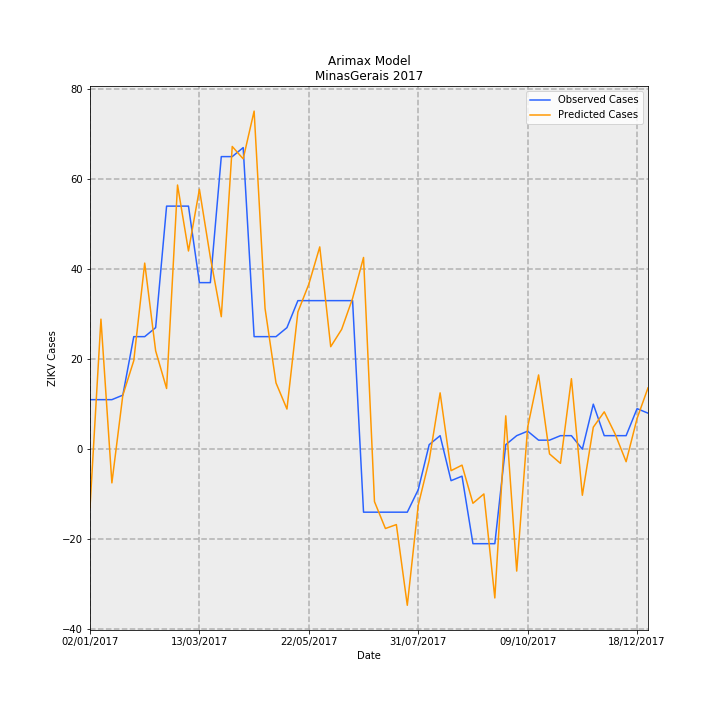 Arimax Model
MinasGerais 2017
Observed Cases
Predicted Cases
ZIKV Cases
80
60
40
20
0
−20
−40
02/01/2017 13/03/2017 22/05/2017 31/07/2017 09/10/2017 18/12/2017
Date